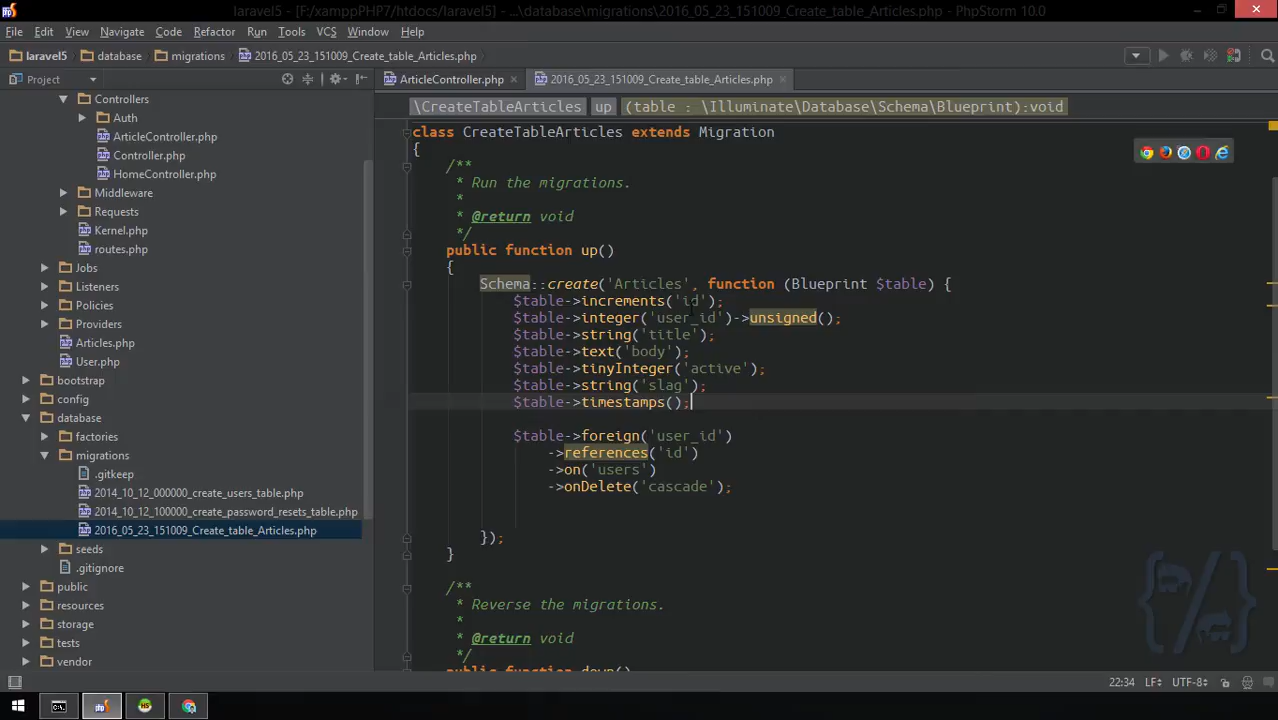 laravel5 - [F:/xamppPHP7/htdocs/laravel5] - ...\database\migrations\2016_05_23_151009_Create_table_Articles.php - PhpStorm 10.0
File Edit View Navigate Code Refactor Run Tools VCS Window Help
laravel5 database migrations 2016_05_23_151009_Create_table_Articles.php
Project
Controllers
Auth
ArticleController.php
Controller.php
HomeController.php
Middleware
Requests
Kernel.php
routes.php
Jobs
Listeners
Policies
Providers
Articles.php
User.php
bootstrap
config
database
factories
migrations
.gitkeep
2014_10_12_000000_create_users_table.php
2014_10_12_100000_create_password_resets_table.php
2016_05_23_151009_Create_table_Articles.php
seeds
.gitignore
public
resources
storage
tests
vendor
ArticleController.php 2016_05_23_151009_Create_table_Articles.php
\CreateTableArticles up (table : \Illuminate\Database\Schema\Blueprint):void
class CreateTableArticles extends Migration
{
/**
* Run the migrations.
*
* @return void
*/
public function up()
{
Schema::create('Articles', function (Blueprint $table) {
$table->increments('id');
$table->integer('user_id')->unsigned();
$table->string('title');
$table->text('body');
$table->tinyInteger('active');
$table->string('slag');
$table->timestamps();
$table->foreign('user_id')
->references('id')
->on('users')
->onDelete('cascade');
});
}
/**
* Reverse the migrations.
*
* @return void
*/
public function down()
22:34 LF UTF-8